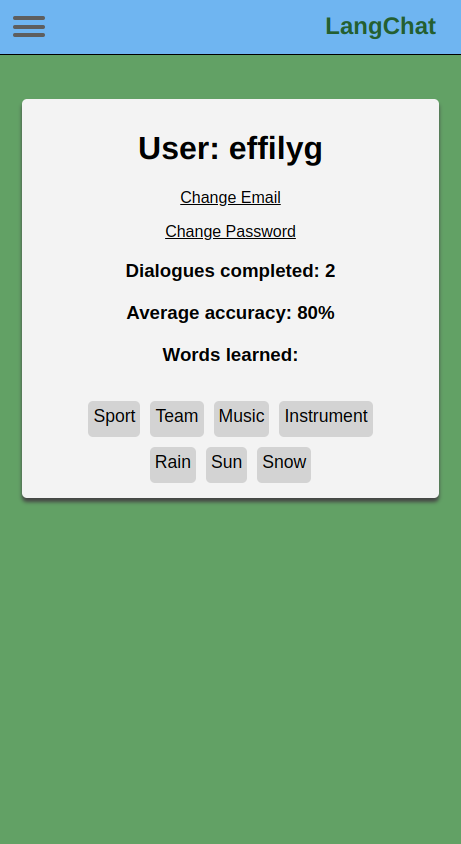 LangChat
User: effilyg
Change Email
Change Password
Dialogues completed: 2
Average accuracy: 80%
Words learned:
Sport Team Music Instrument
Rain Sun Snow